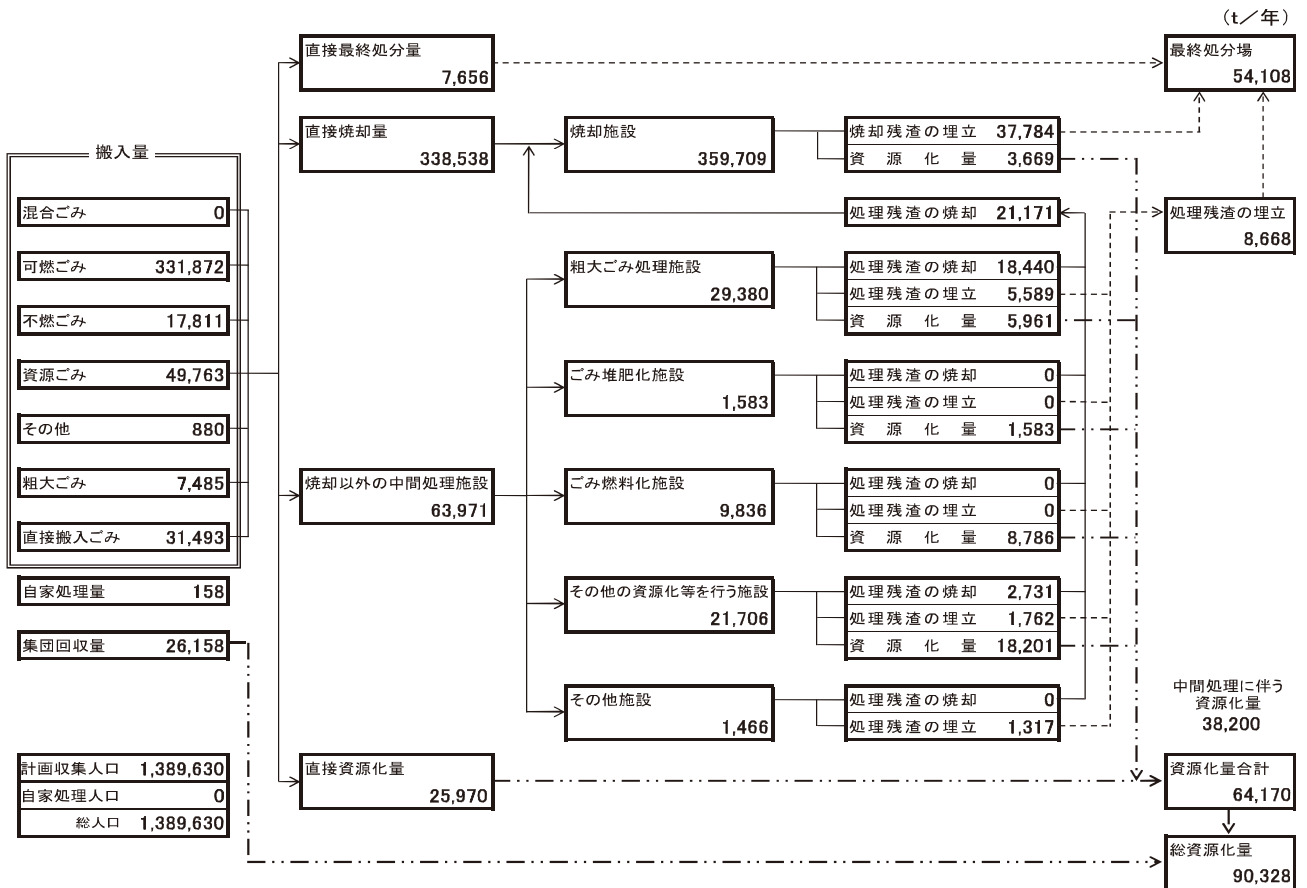 (t／年)
直接最終処分量
7,656
最終処分場
54,108
搬入量
直接焼却量
338,538
焼却施設
359,709
焼却残渣の埋立 37,784
資源化量 3,669
混合ごみ 0
処理残渣の焼却 21,171
処理残渣の埋立
8,668
可燃ごみ 331,872
粗大ごみ処理施設
29,380
処理残渣の焼却 18,440
処理残渣の埋立 5,589
資源化量 5,961
不燃ごみ 17,811
資源ごみ 49,763
ごみ堆肥化施設
1,583
処理残渣の焼却 0
処理残渣の埋立 0
資源化量 1,583
その他 880
粗大ごみ 7,485
焼却以外の中間処理施設
63,971
ごみ燃料化施設
9,836
処理残渣の焼却 0
処理残渣の埋立 0
資源化量 8,786
直接搬入ごみ 31,493
自家処理量 158
その他の資源化等を行う施設
21,706
処理残渣の焼却 2,731
処理残渣の埋立 1,762
資源化量 18,201
集団回収量 26,158
その他施設
1,466
処理残渣の焼却 0
処理残渣の埋立 1,317
中間処理に伴う
資源化量
38,200
計画収集人口 1,389,630
自家処理人口 0
総人口 1,389,630
直接資源化量
25,970
資源化量合計
64,170
総資源化量
90,328